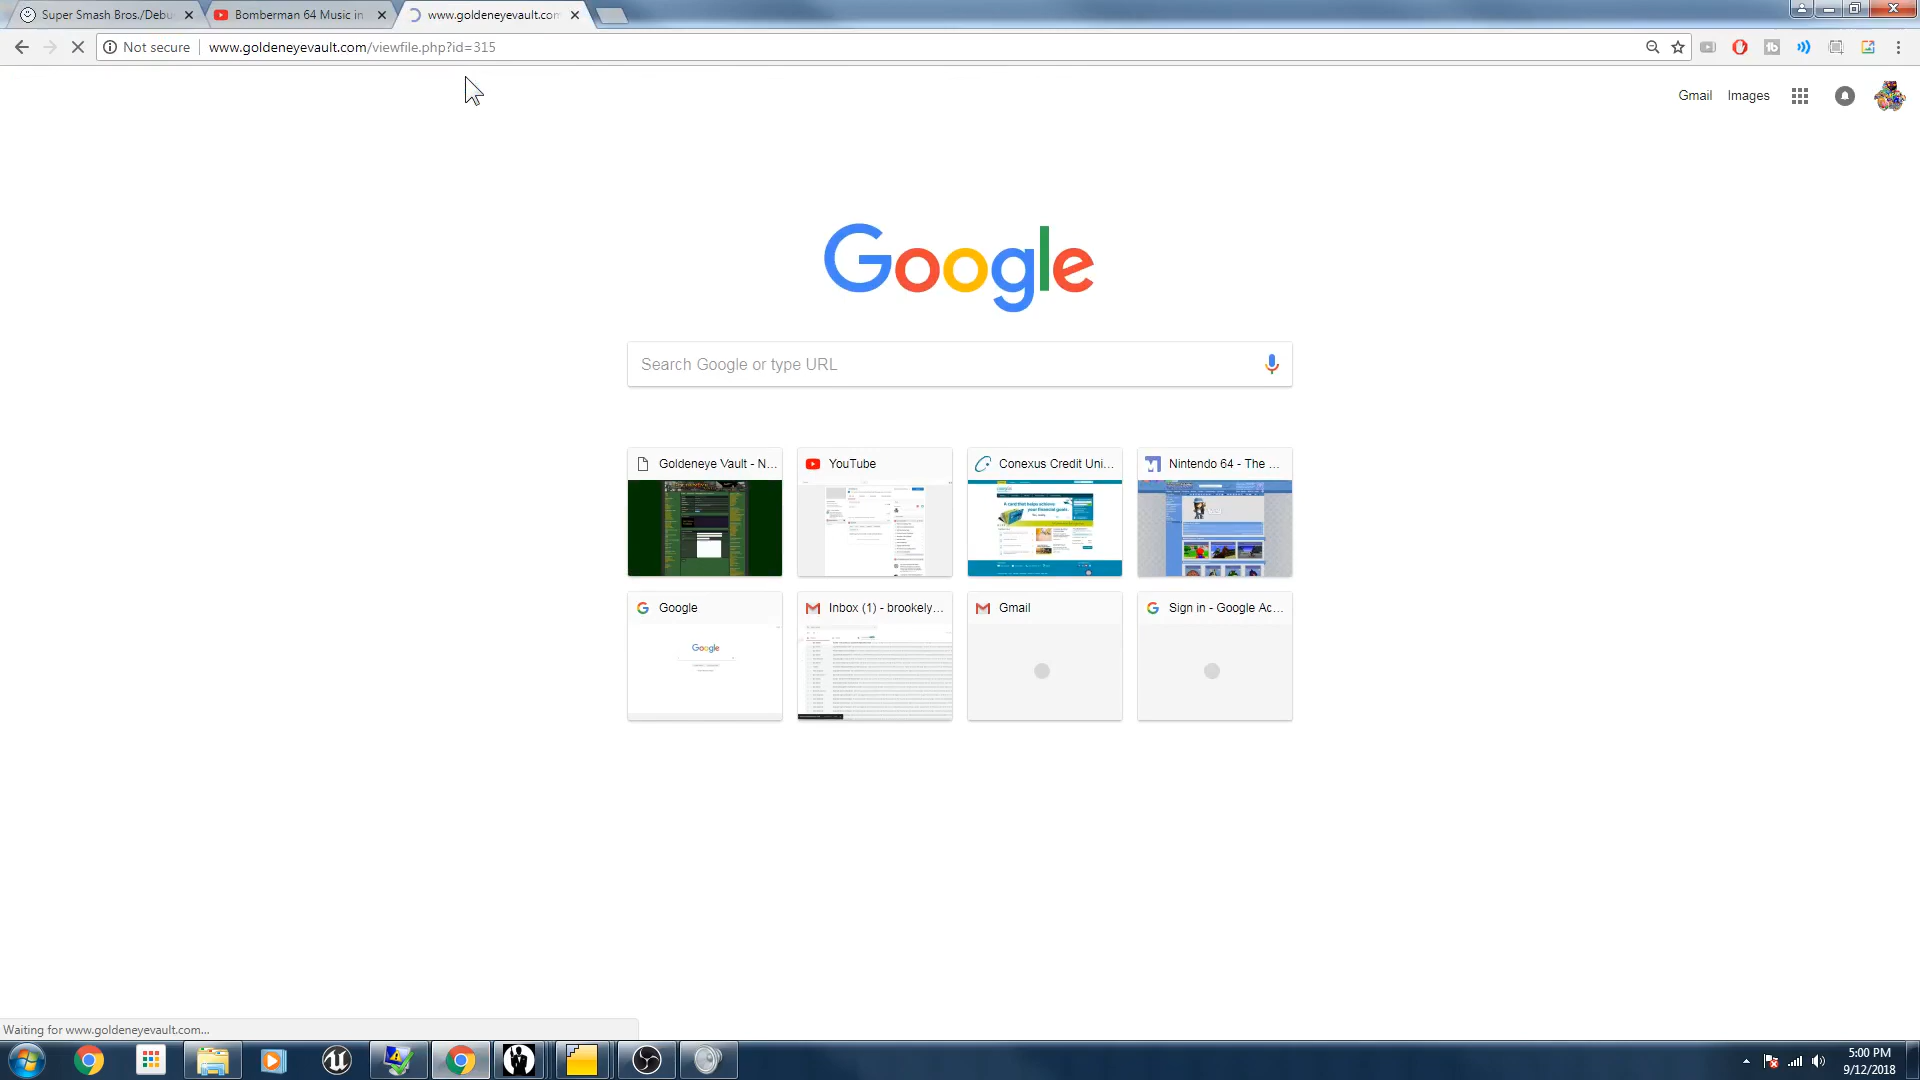 Super Smash Bros./Debu
Bomberman 64 Music in
www.goldeneyevault.com
Not secure
www.goldeneyevault.com/viewfile.php?id=315
Gmail
Images
Google
Search Google or type URL
Goldeneye Vault - N...
YouTube
Conexus Credit Uni...
Nintendo 64 - The ...
Google
Inbox (1) - brookely...
Gmail
Sign in - Google Ac...
Google
Waiting for www.goldeneyevault.com...
5:00 PM
9/12/2018